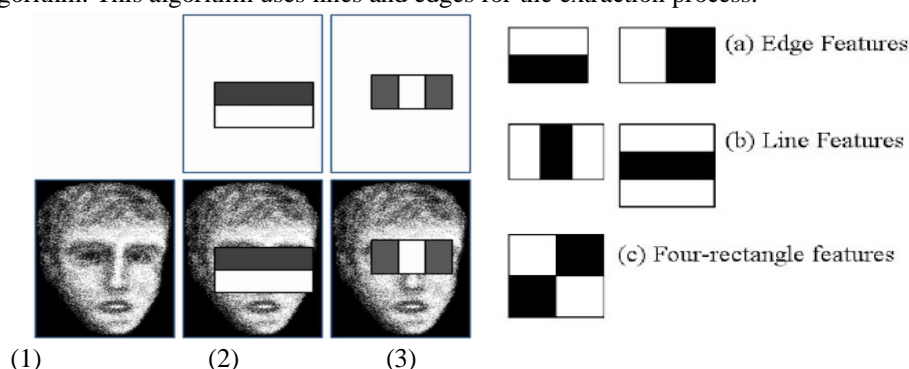 gorithm. This algorithm uses lines and edges for the extraction process.
(a) Edge Features
(b) Line Features
(c) Four-rectangle features
(1) (2) (3)